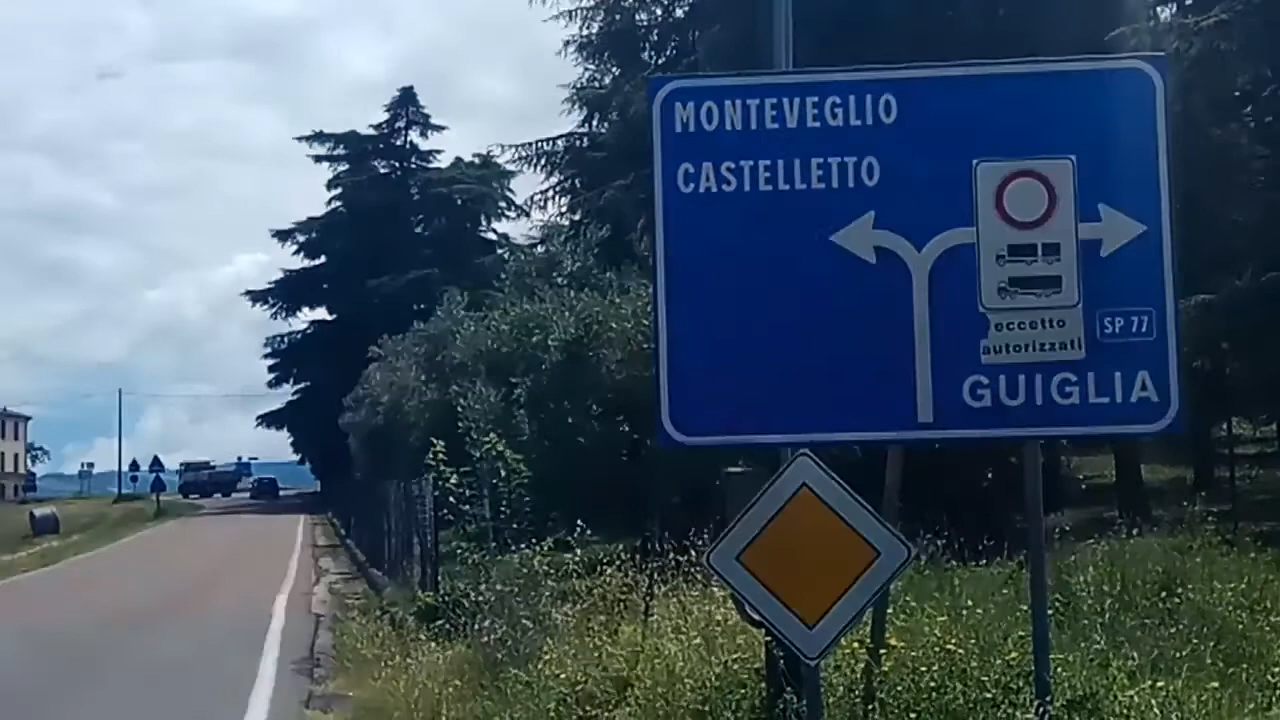 MONTEVEGLIO
CASTELLETTO
eccetto
autorizzati
SP 77
GUIGLIA